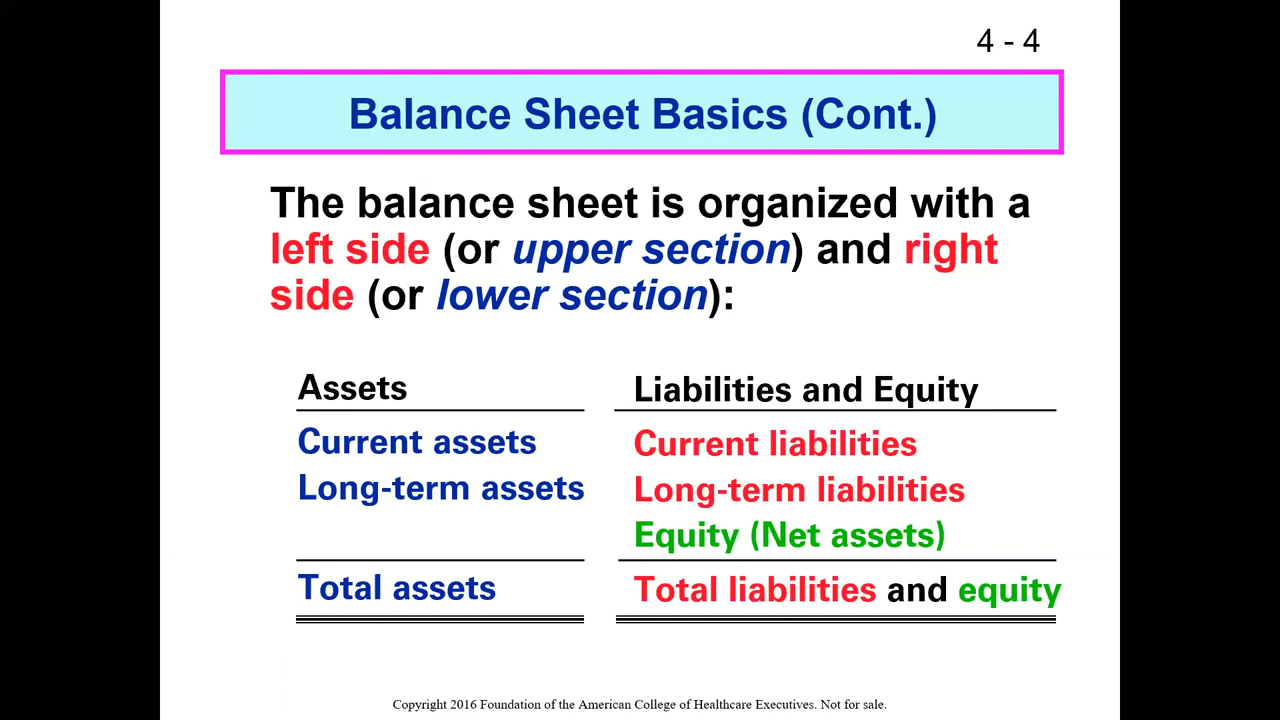 4 - 4
Balance Sheet Basics (Cont.)
The balance sheet is organized with a
left side (or upper section) and right
side (or lower section):
Assets
Liabilities and Equity
Current assets
Current liabilities
Long-term assets
Long-term liabilities
Equity (Net assets)
Total assets
Total liabilities and equity
Copyright 2016 Foundation of the American College of Healthcare Executives. Not for sale.